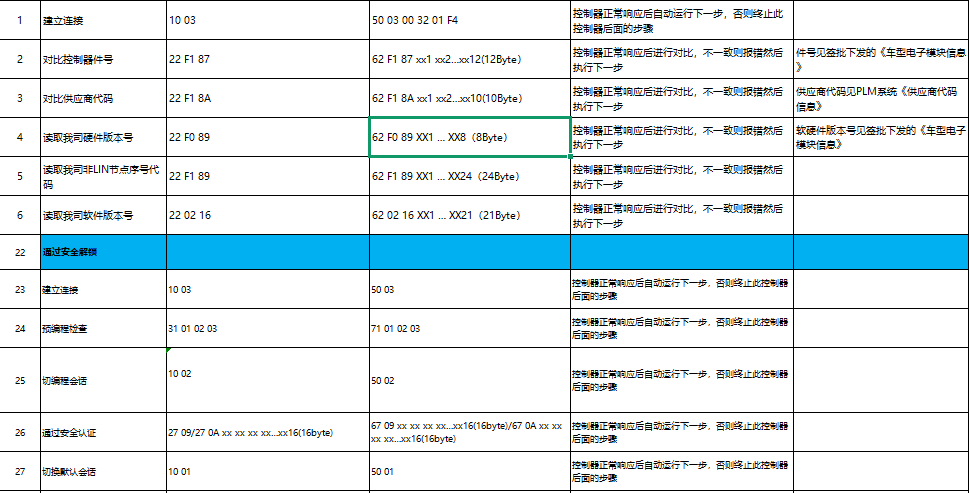 1 建立连接 10 03 50 03 00 32 01 F4 控制器正常响应后自动运行下一步，否则终止此
控制器后面的步骤
2 对比控制器件号 22 F1 87 62 F1 87 xx1 xx2...xx12(12Byte) 控制器正常响应后进行对比，不一致则报错然后
执行下一步
件号见签批下发的《车型电子模块信息
》
3 对比供应商代码 22 F1 8A 62 F1 8A xx1 xx2...xx10(10Byte) 控制器正常响应后进行对比，不一致则报错然后
执行下一步
供应商代码见PLM系统《供应商代码
信息》
4 读取我司硬件版本号 22 F0 89 62 F0 89 XX1 ... XX8（8Byte） 控制器正常响应后进行对比，不一致则报错然后
执行下一步
软硬件版本号见签批下发的《车型电子
模块信息》
5 读取我司非LIN节点序号代
码
22 F1 89 62 F1 89 XX1 ... XX24（24Byte） 控制器正常响应后进行对比，不一致则报错然后
执行下一步
6 读取我司软件版本号 22 02 16 62 02 16 XX1 ... XX21（21Byte） 控制器正常响应后进行对比，不一致则报错然后
执行下一步
22 通过安全解锁
23 建立连接 10 03 50 03 控制器正常响应后自动运行下一步，否则终止此控制器
后面的步骤
24 预编程检查 31 01 02 03 71 01 02 03 控制器正常响应后自动运行下一步，否则终止此控制器
后面的步骤
25 切编程会话 10 02 50 02 控制器正常响应后自动运行下一步，否则终止此控制器
后面的步骤
26 通过安全认证 27 09/27 0A xx xx xx xx...xx16(16byte) 67 09 xx xx xx xx...xx16(16byte)/67 0A xx xx
xx xx...xx16(16byte)
控制器正常响应后自动运行下一步，否则终止此控制器
后面的步骤
27 切换默认会话 10 01 50 01 控制器正常响应后自动运行下一步，否则终止此控制器
后面的步骤